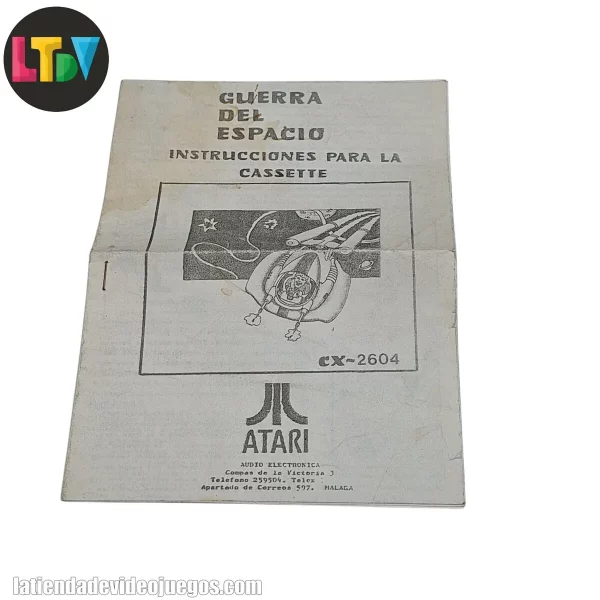 LTDV
GUERRA
DEL
ESPACIO
INSTRUCCIONES PARA LA
CASSETTE
CX-2604
ATARI
AUDIO ELECTRONICA
Campas de la Victoria 3
Telefono 259504. Telex
Apartado de Correos 597. MALAGA
latiendadevideojuegos.com